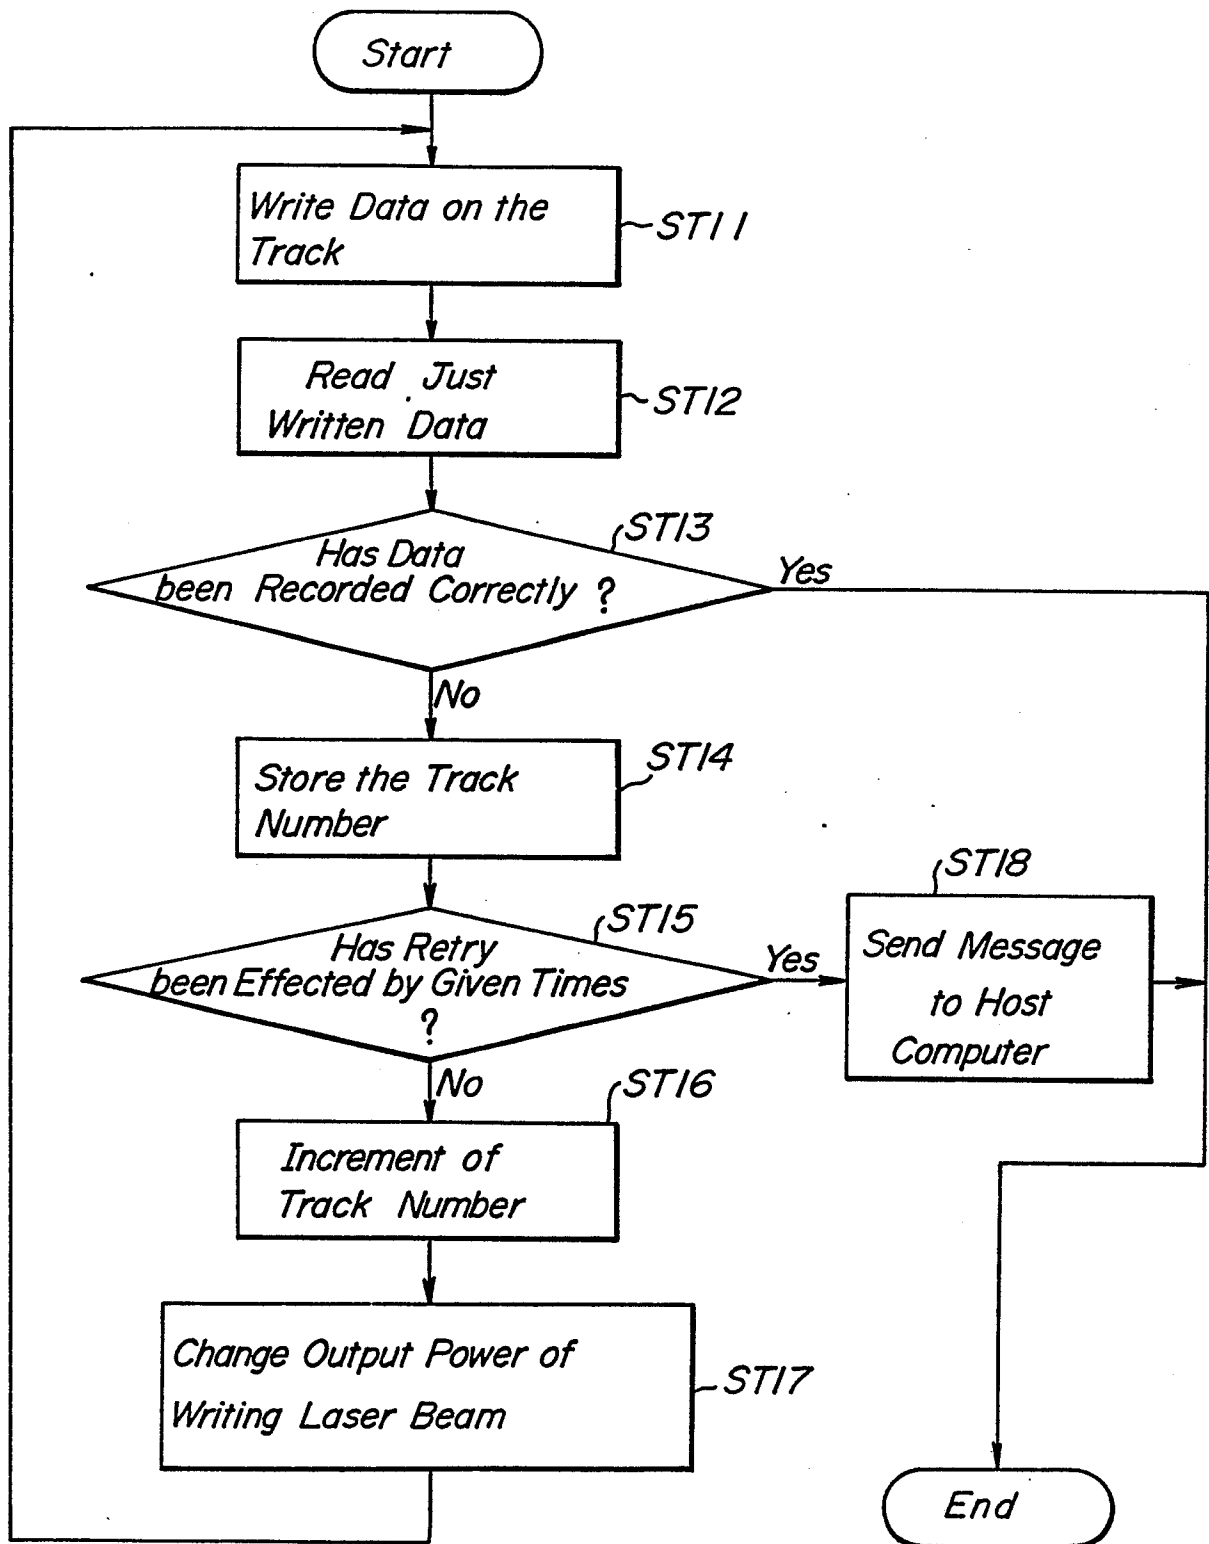 Start
Write Data on the
Track
ST11
Read Just
Written Data
ST12
ST13
Has Data
been Recorded Correctly ?
Yes
No
Store the Track
Number
ST14
ST15
Has Retry
been Effected by Given Times
?
Yes
ST18
Send Message
to Host
Computer
No
ST16
Increment of
Track Number
Change Output Power of
Writing Laser Beam
ST17
End